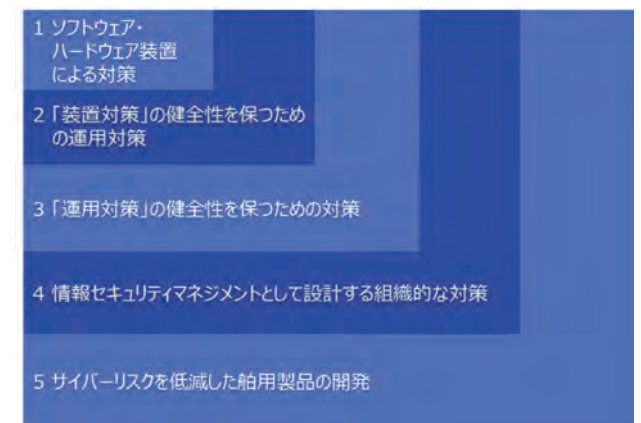 1 ソフトウェア・
ハードウェア装置
による対策
2 「装置対策」の健全性を保つため
の運用対策
3 「運用対策」の健全性を保つための対策
4 情報セキュリティマネジメントとして設計する組織的な対策
5 サイバーリスクを低減した舶用製品の開発